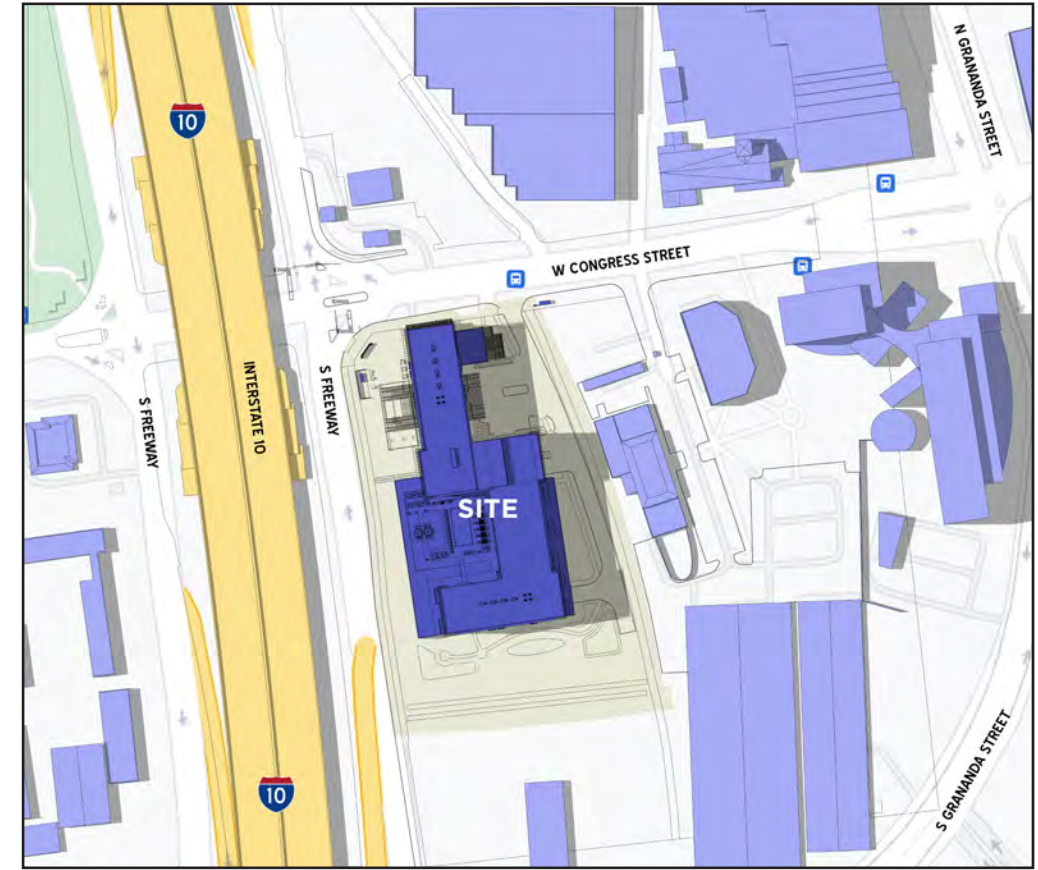 10
N GRANANDA STREET
W CONGRESS STREET
INTERSTATE 10
S FREEWAY
S FREEWAY
SITE
S GRANANDA STREET
10